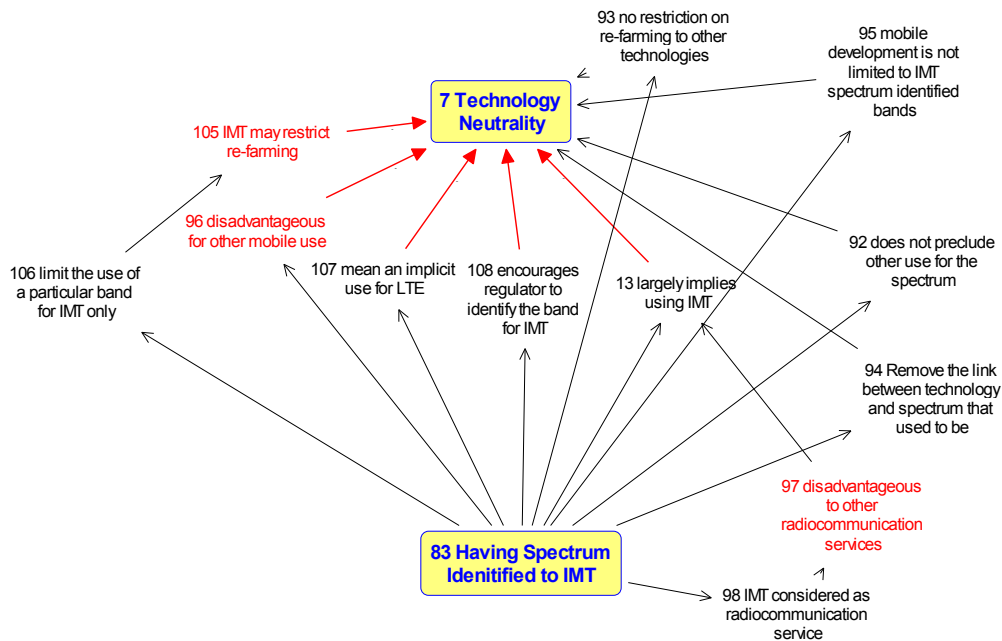 93 no restriction on
re-farming to other
technologies
95 mobile
development is not
limited to IMT
spectrum identified
bands
7 Technology
Neutrality
105 IMT may restrict
re-farming
96 disadvantageous
for other mobile use
106 limit the use of
a particular band
for IMT only
107 mean an implicit
use for LTE
108 encourages
regulator to
identify the band
for IMT
13 largely implies
using IMT
92 does not preclude
other use for the
spectrum
94 Remove the link
between technology
and spectrum that
used to be
97 disadvantageous
to other
radiocommunication
services
83 Having Spectrum
Idenitified to IMT
98 IMT considered as
radiocommunication
service